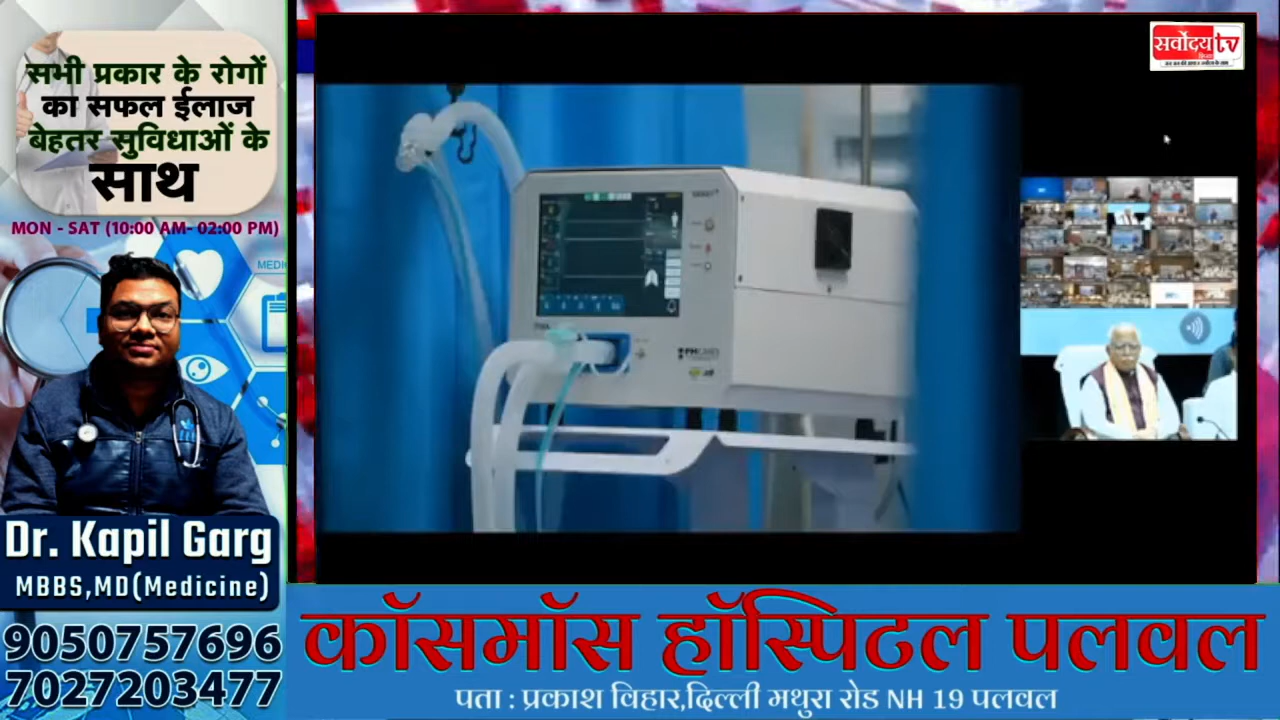 सभी प्रकार के रोगों
का सफल ईलाज
बेहतर सुविधाओं के
साथ
MON - SAT (10:00 AM- 02:00 PM)
MEDIC
Dr. Kapil Garg
MBBS,MD(Medicine)
9050757696
7027203477
सर्वोदय tv
कॉसमॉस हॉस्पिटल पलवल
पता : प्रकाश विहार,दिल्ली मथुरा रोड NH 19 पलवल